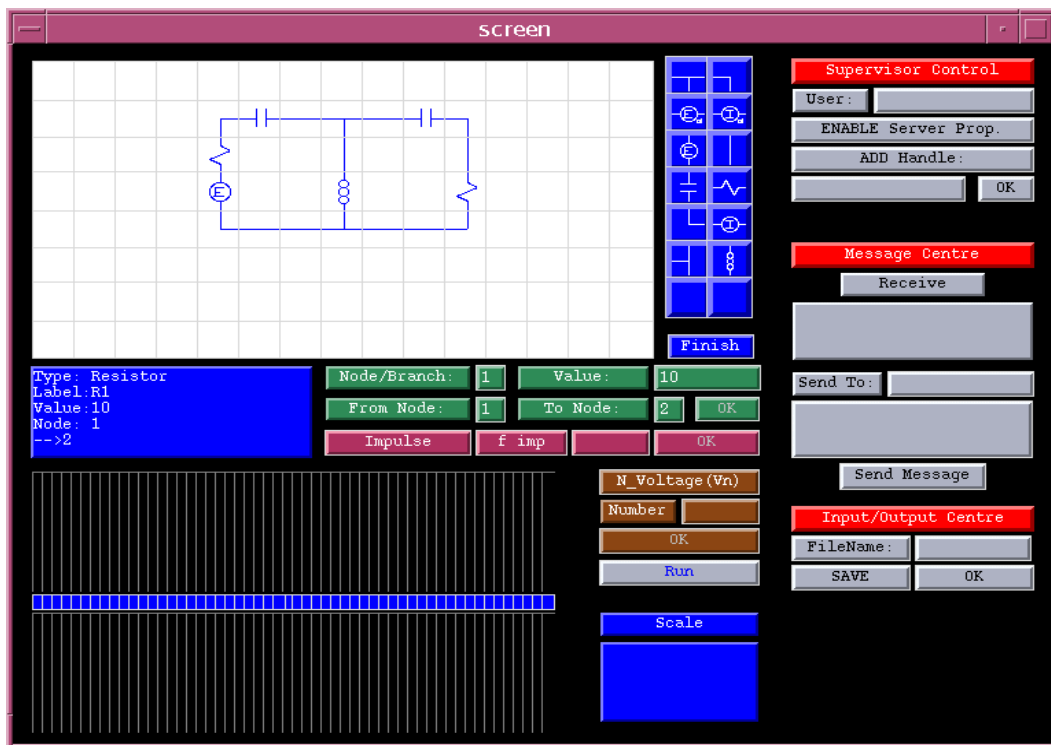 screen
E
E
E
I
E
I
Finish
Type: Resistor
Label:R1
Value:10
Node: 1
-->2
Node/Branch: 1 Value: 10
From Node: 1 To Node: 2 OK
Impulse f imp OK
N_Voltage(Vn)
Number
OK
Run
Scale
Supervisor Control
User:
ENABLE Server Prop.
ADD Handle:
OK
Message Centre
Receive
Send To:
Send Message
Input/Output Centre
FileName:
SAVE OK